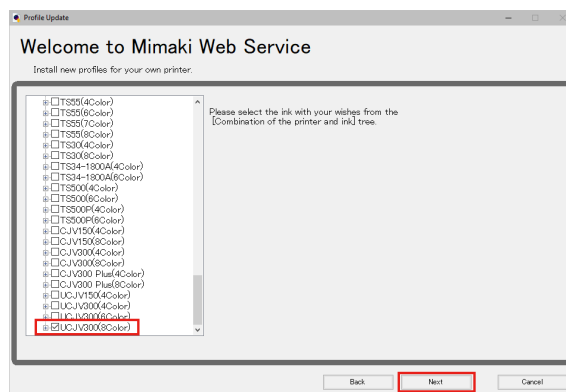 Profile Update
Welcome to Mimaki Web Service
Install new profiles for your own printer.
TS55(4Color)
TS55(6Color)
TS55(7Color)
TS55(8Color)
TS30(4Color)
TS30(8Color)
TS34-1800A(4Color)
TS34-1800A(6Color)
TS500(4Color)
TS500(6Color)
TS500P(4Color)
TS500P(6Color)
CJV150(4Color)
CJV150(8Color)
CJV300(4Color)
CJV300(8Color)
CJV300 Plus(4Color)
CJV300 Plus(8Color)
UCJV150(4Color)
UCJV300(4Color)
UCJV300(6Color)
UCJV300(8Color)
Please select the ink with your wishes from the
[Combination of the printer and ink] tree.
Back
Next
Cancel